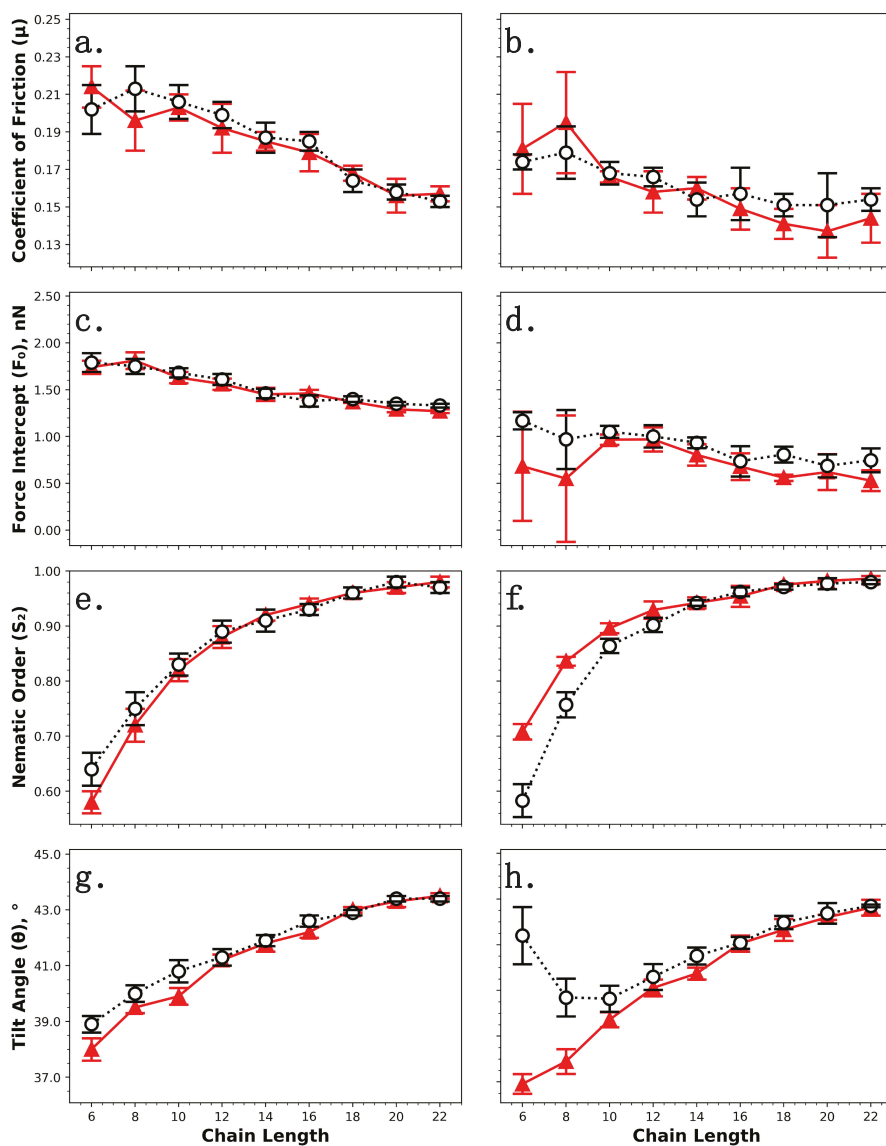 Coefficient of Friction (μ)
0.25
0.23
0.21
0.19
0.17
0.15
0.13
a.
b.
Force Intercept (F₀), nN
2.50
2.00
1.50
1.00
0.50
0.00
c.
d.
Nematic Order (S₂)
1.00
0.90
0.80
0.70
0.60
e.
f.
Tilt Angle (θ), °
45.0
43.0
41.0
39.0
37.0
g.
h.
6 8 10 12 14 16 18 20 22
Chain Length
6 8 10 12 14 16 18 20 22
Chain Length